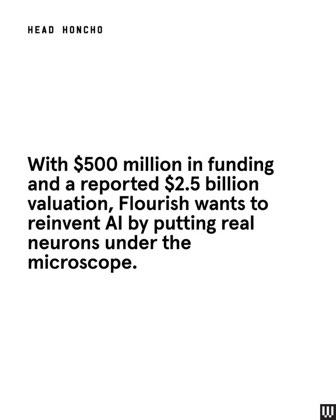 HEAD HONCHO
With $500 million in funding
and a reported $2.5 billion
valuation, Flourish wants to
reinvent AI by putting real
neurons under the
microscope.
W